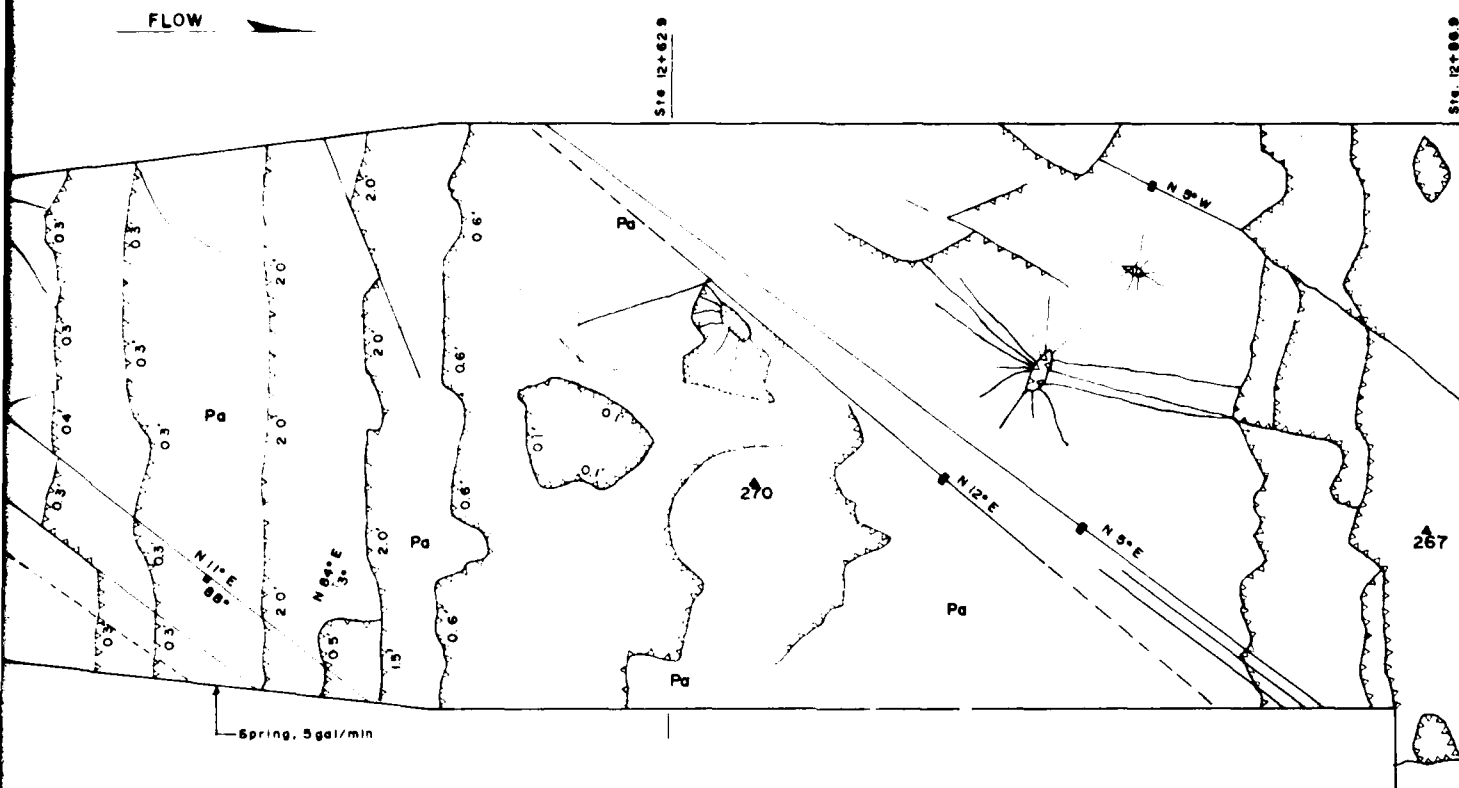 FLOW
Sta 12+62.9
Sta. 12+86.9
N 5° W
2.0'
0.3'
0.3'
0.6'
Pa
2.0'
0.3'
0.3'
2.0'
0.6'
Pa
0.4'
0.3'
2.0'
0.1'
0.1'
0.1'
0.3'
0.6'
270
N 12° E
N 5° E
267
0.3
N 11° E
88°
N 84° E
3°
2.0'
Pa
2.0'
Pa
0.3'
0.3'
0.5'
1.5'
0.6'
Pa
Spring, 5 gal/min